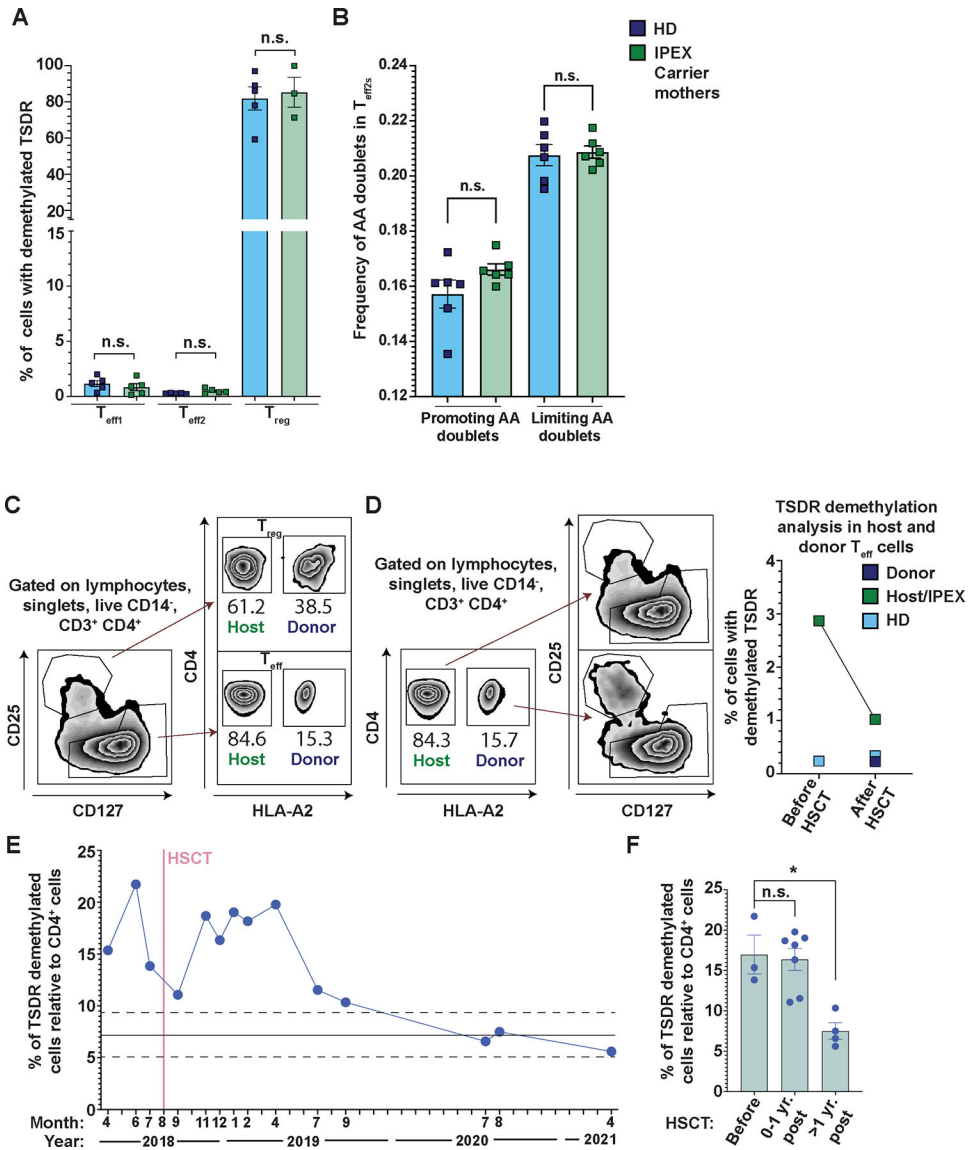 A
n.s.
100
80
60
40
20
15
10
5
0
% of cells with demethylated TSDR
n.s.
n.s.
Teff1
Teff2
Treg
B
HD
IPEX
Carrier
mothers
0.24
0.22
0.20
0.18
0.16
0.14
0.12
Frequency of AA doublets in Teff2s
n.s.
n.s.
Promoting AA
doublets
Limiting AA
doublets
C
Gated on lymphocytes,
singlets, live CD14-,
CD3+ CD4+
CD25
CD127
CD4
Treg
61.2
38.5
Host
Donor
Teff
84.6
15.3
Host
Donor
HLA-A2
D
Gated on lymphocytes,
singlets, live CD14-,
CD3+ CD4+
CD4
84.3
15.7
Host
Donor
HLA-A2
CD25
CD127
TSDR demethylation
analysis in host and
donor Teff cells
Donor
Host/IPEX
HD
4
3
2
1
0
% of cells with
demethylated TSDR
Before
HSCT
After
HSCT
E
HSCT
25
20
15
10
5
0
% of TSDR demethylated
cells relative to CD4+ cells
Month: 4 6 7 8 9 11 12 1 2 4 7 9 7 8 4
Year: 2018 2019 2020 2021
F
*
n.s.
25
20
15
10
5
0
% of TSDR demethylated
cells relative to CD4+ cells
HSCT:
Before
0-1 yr.
post
>1 yr.
post